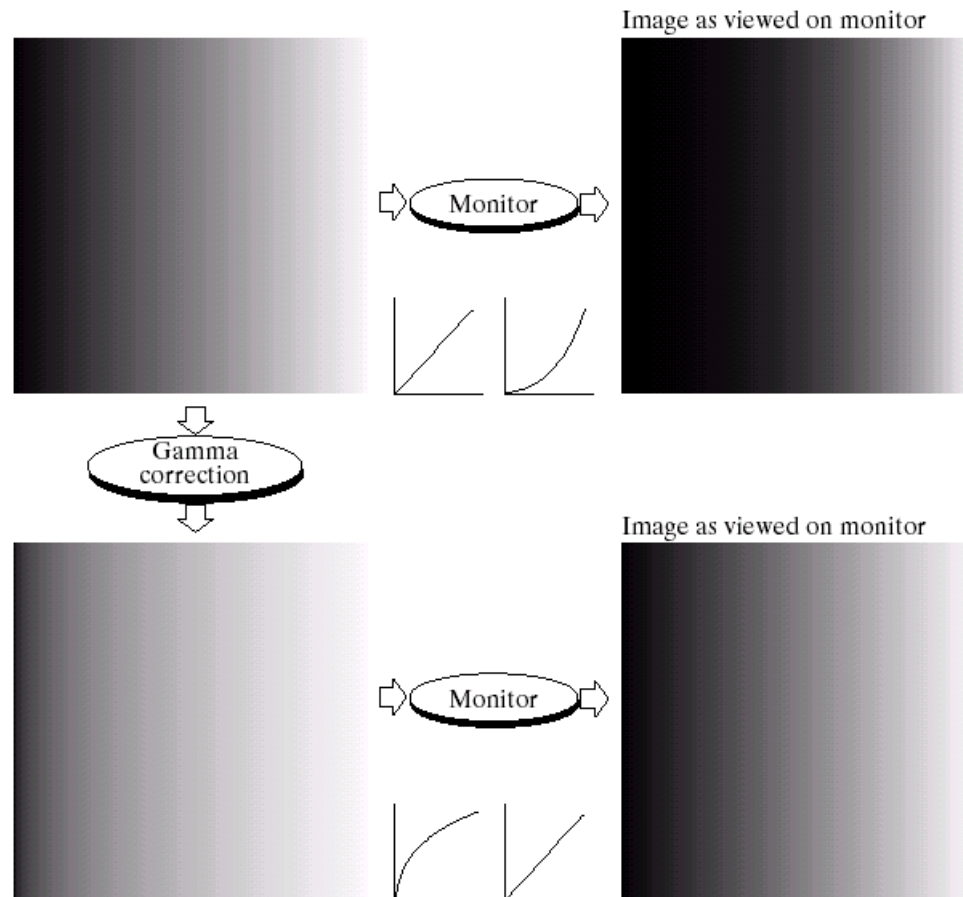 Image as viewed on monitor
Monitor
Gamma
correction
Image as viewed on monitor
Monitor